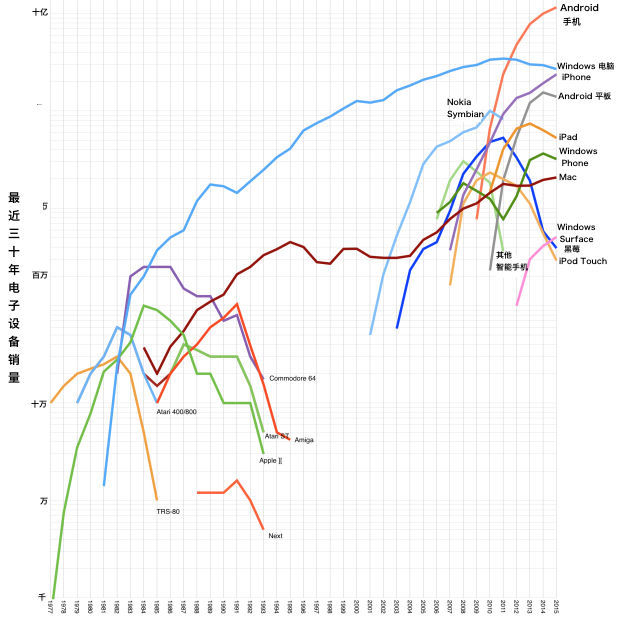 十亿
...
5
百万
十万
万
千
最近三十年电子设备销量
Android
手机
Windows 电脑
iPhone
Android 平板
Nokia
Symbian
iPad
Windows
Phone
Mac
Windows
Surface
黑莓
iPod Touch
其他
智能手机
Commodore 64
Atari 400/800
Atari ST
Amiga
Apple ][
TRS-80
Next
1977 1978 1979 1980 1981 1982 1983 1984 1985 1986 1987 1988 1989 1990 1991 1992 1993 1994 1995 1996 1997 1998 1999 2000 2001 2002 2003 2004 2005 2006 2007 2008 2009 2010 2011 2012 2013 2014 2015